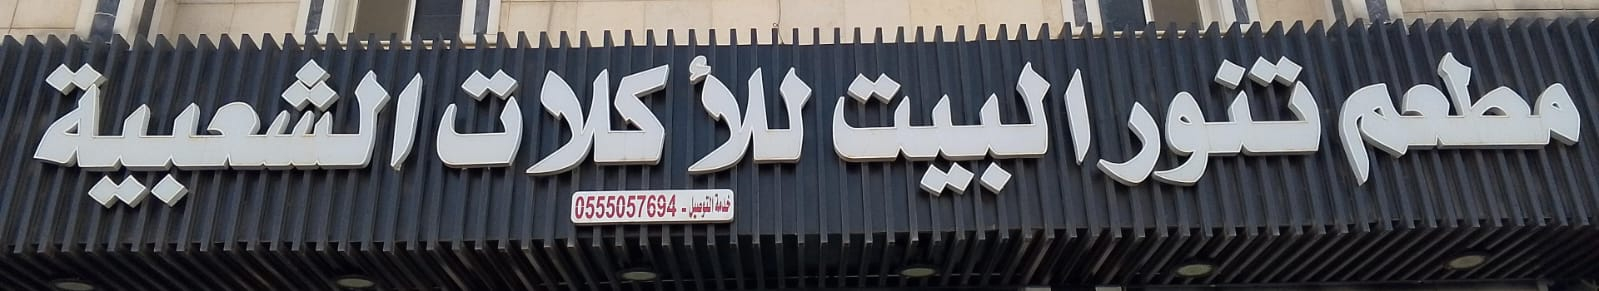 مطعم تنور البيت للأكلات الشعبية
خدمة التوصيل - 0555057694